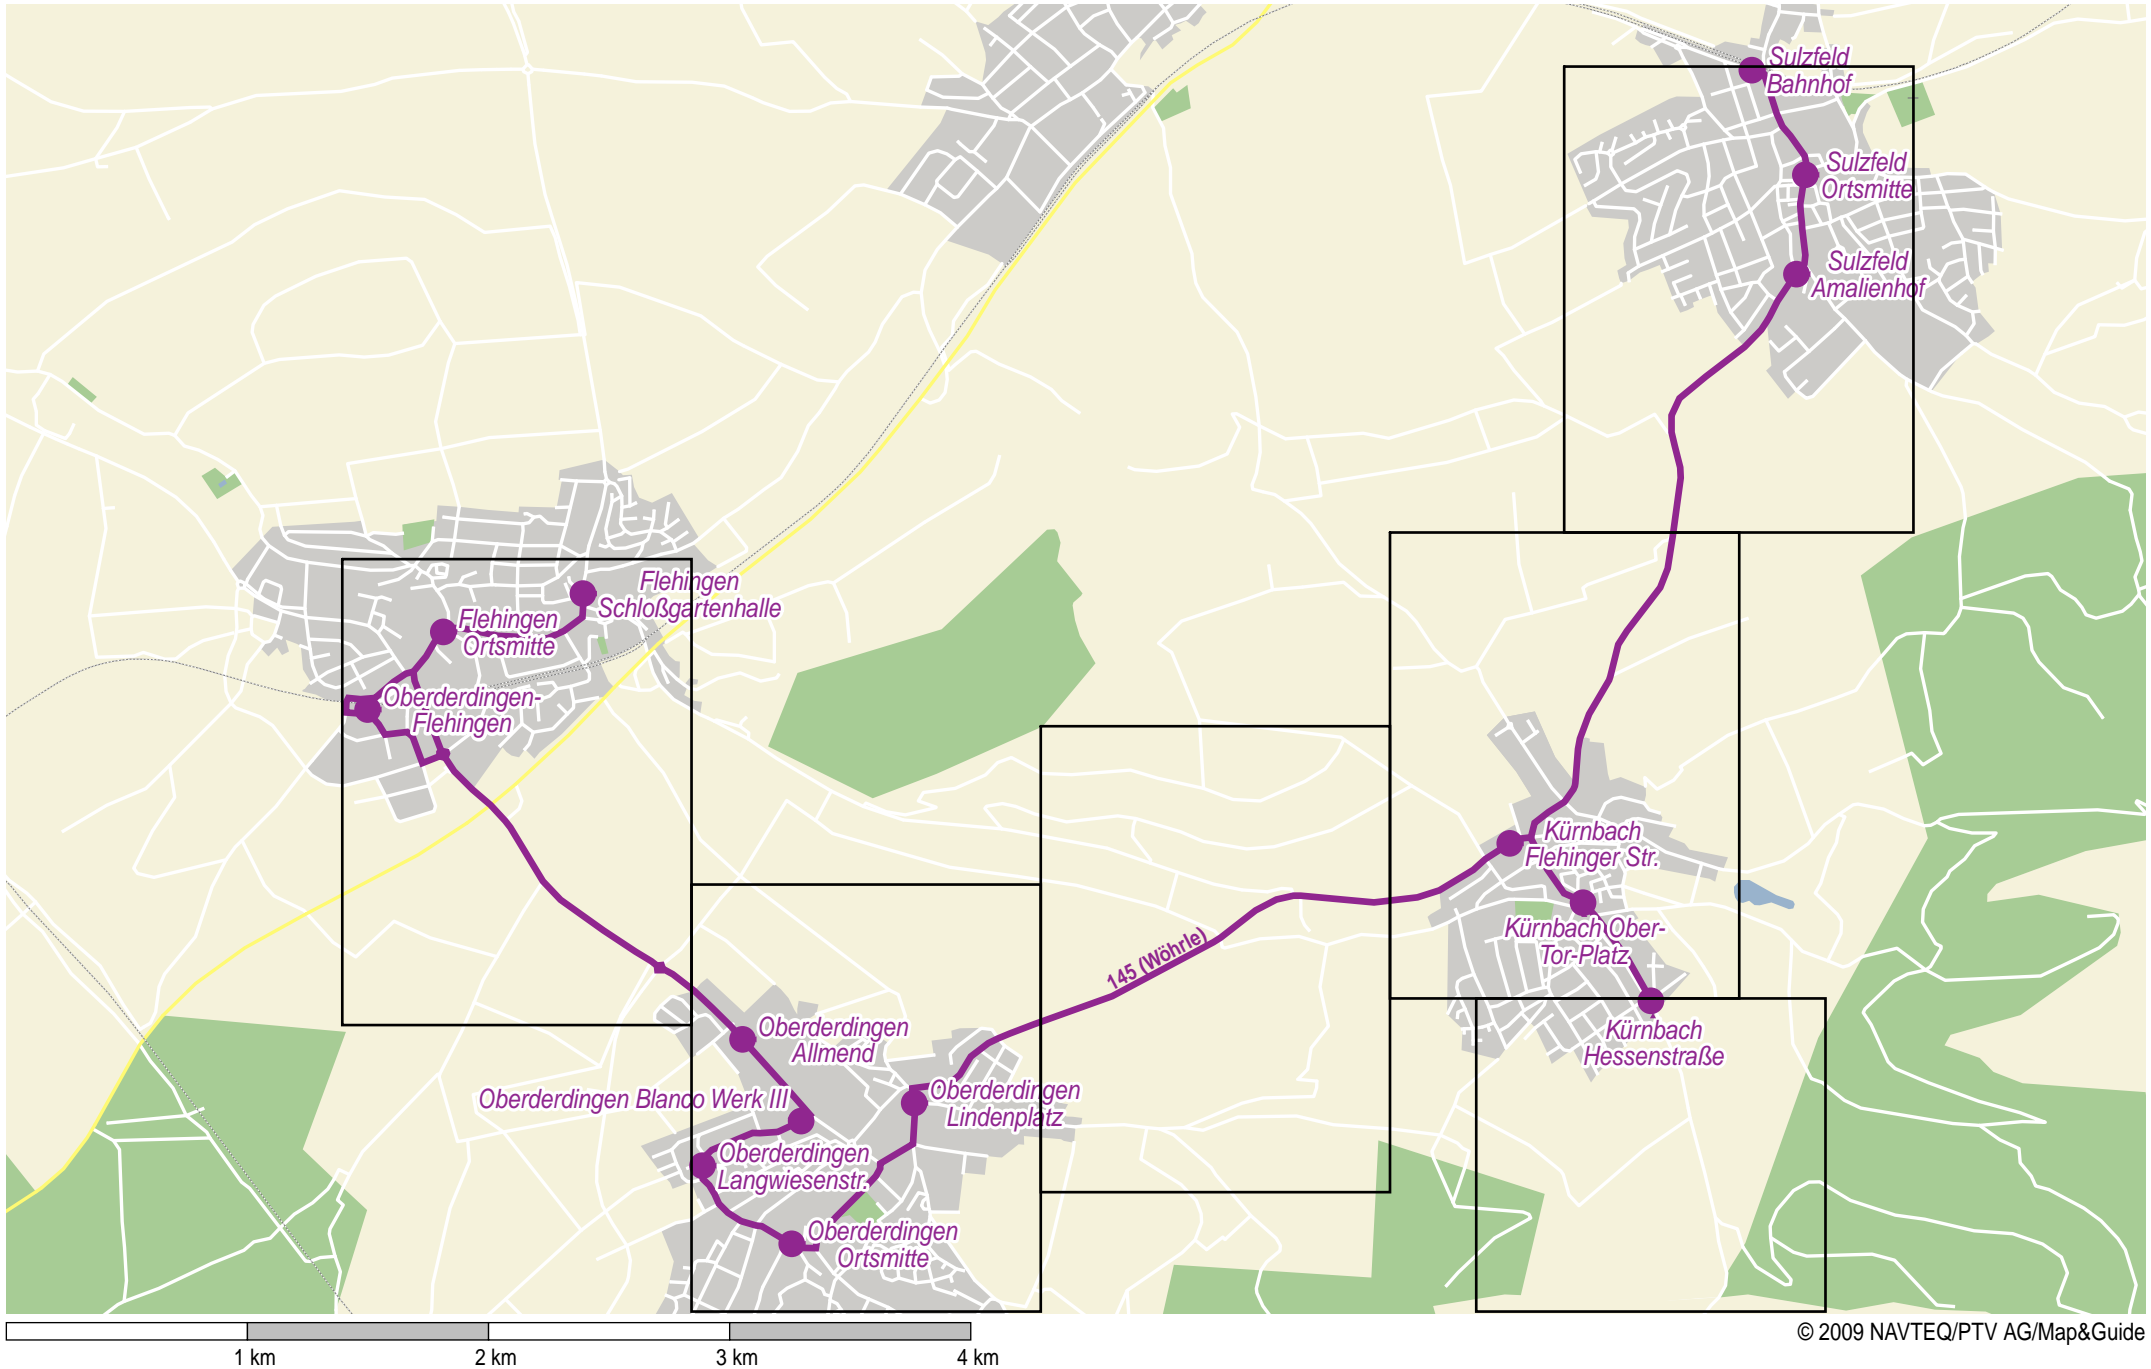 Sulzfeld
Bahnhof
Sulzfeld
Ortsmitte
Sulzfeld
Amalienhof
Flehingen
Schloßgartenhalle
Flehingen
Ortsmitte
Oberderdingen-
Flehingen
Kürnbach
Flehinger Str.
Kürnbach Ober-
Tor-Platz
145 (Wöhrle)
Kürnbach
Hessenstraße
Oberderdingen
Allmend
Oberderdingen Blanco Werk III
Oberderdingen
Lindenplatz
Oberderdingen
Langwiesenstr.
Oberderdingen
Ortsmitte
© 2009 NAVTEQ/PTV AG/Map&Guide
1 km 2 km 3 km 4 km